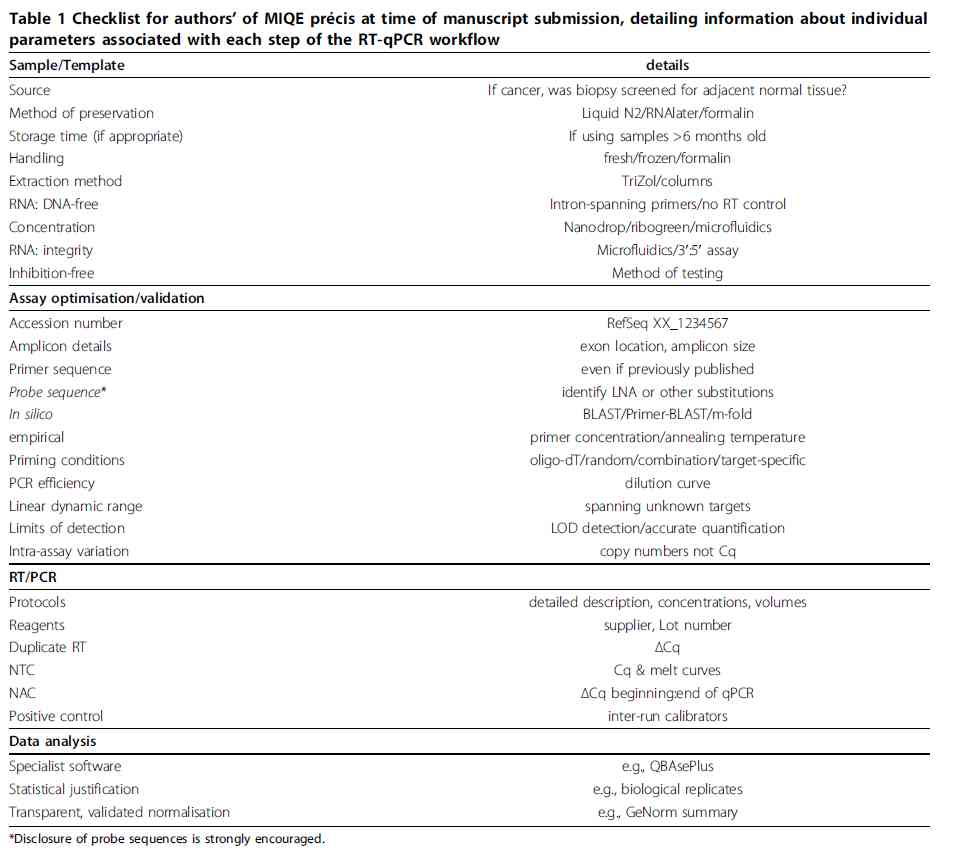 Table 1 Checklist for authors’ of MIQE précis at time of manuscript submission, detailing information about individual
parameters associated with each step of the RT-qPCR workflow
Sample/Template details
Source If cancer, was biopsy screened for adjacent normal tissue?
Method of preservation Liquid N2/RNAlater/formalin
Storage time (if appropriate) If using samples >6 months old
Handling fresh/frozen/formalin
Extraction method TriZol/columns
RNA: DNA-free Intron-spanning primers/no RT control
Concentration Nanodrop/ribogreen/microfluidics
RNA: integrity Microfluidics/3′:5′ assay
Inhibition-free Method of testing
Assay optimisation/validation
Accession number RefSeq XX_1234567
Amplicon details exon location, amplicon size
Primer sequence even if previously published
Probe sequence* identify LNA or other substitutions
In silico BLAST/Primer-BLAST/m-fold
empirical primer concentration/annealing temperature
Priming conditions oligo-dT/random/combination/target-specific
PCR efficiency dilution curve
Linear dynamic range spanning unknown targets
Limits of detection LOD detection/accurate quantification
Intra-assay variation copy numbers not Cq
RT/PCR
Protocols detailed description, concentrations, volumes
Reagents supplier, Lot number
Duplicate RT ΔCq
NTC Cq & melt curves
NAC ΔCq beginning:end of qPCR
Positive control inter-run calibrators
Data analysis
Specialist software e.g., QBAsePlus
Statistical justification e.g., biological replicates
Transparent, validated normalisation e.g., GeNorm summary
*Disclosure of probe sequences is strongly encouraged.